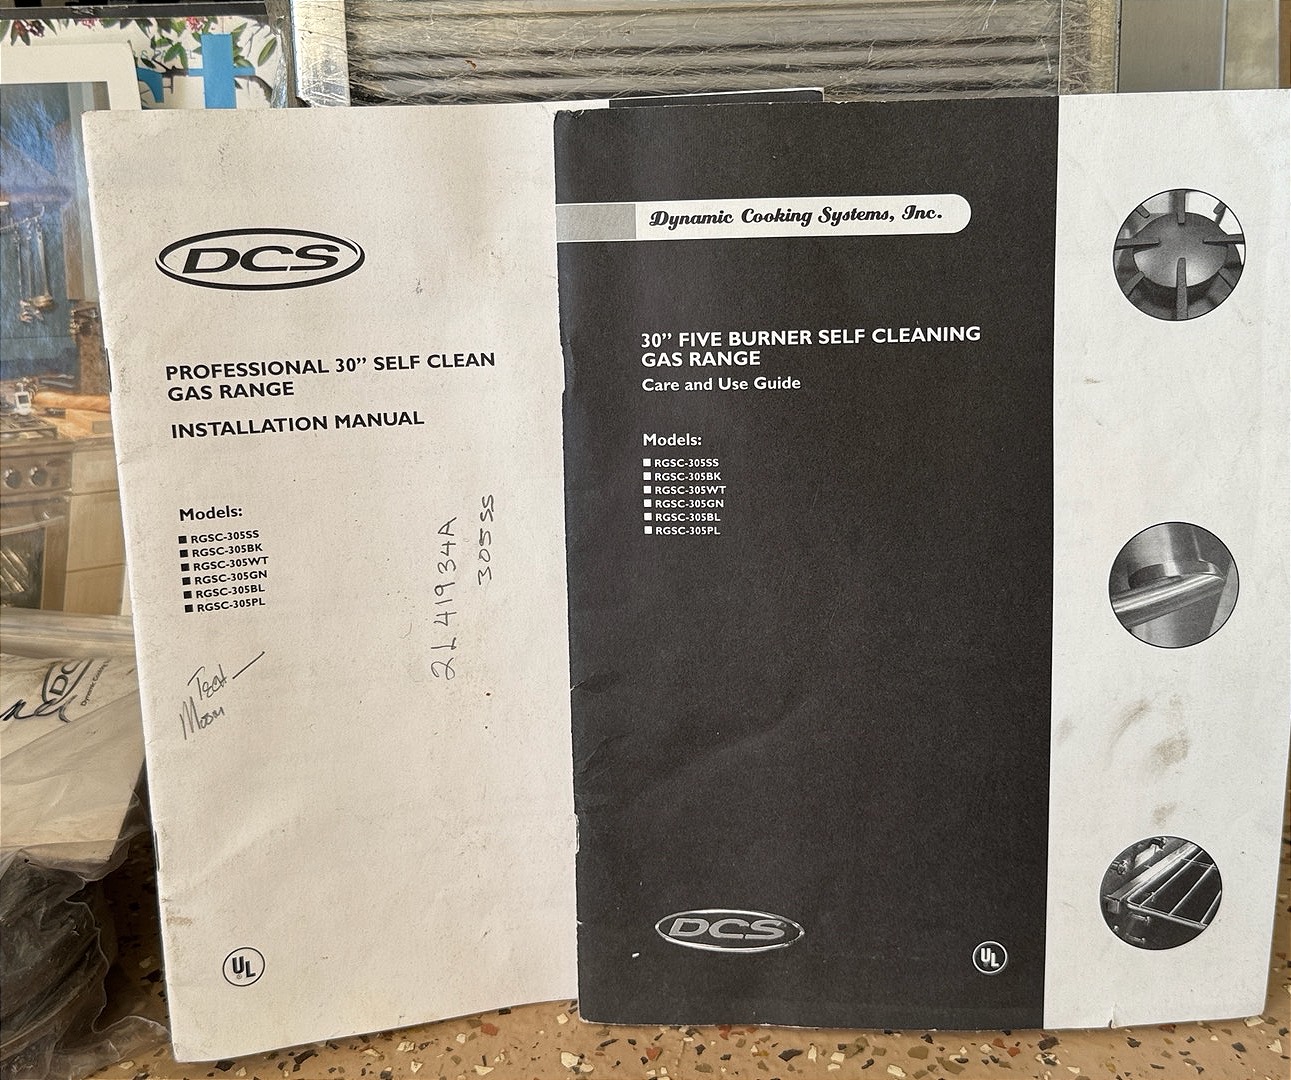 DCS
PROFESSIONAL 30” SELF CLEAN
GAS RANGE
INSTALLATION MANUAL
Models:
RGSC-305SS
RGSC-305BK
RGSC-305WT
RGSC-305GN
RGSC-305BL
RGSC-305PL
2L41934A
305SS
Tech
UL
Dynamic Cooking Systems, Inc.
30” FIVE BURNER SELF CLEANING
GAS RANGE
Care and Use Guide
Models:
RGSC-305SS
RGSC-305BK
RGSC-305WT
RGSC-305GN
RGSC-305BL
RGSC-305PL
DCS
UL